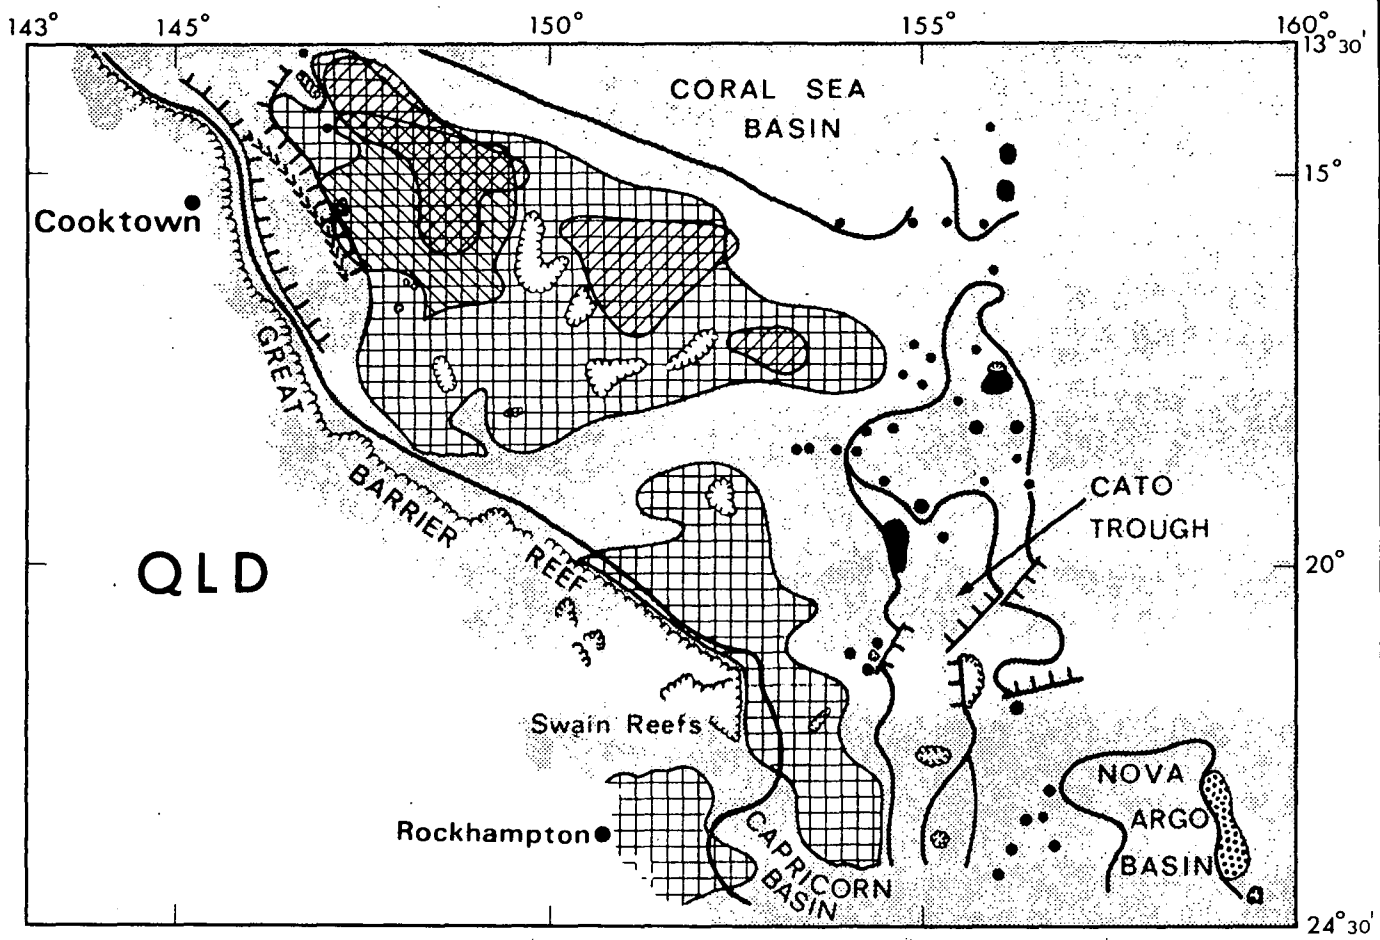 143° 145° 150° 155° 160°
13°30'
CORAL SEA
BASIN
15°
Cooktown
GREAT
BARRIER
REEF
CATO
TROUGH
QLD
20°
Swain Reefs
NOVA
ARGO
BASIN
Rockhampton
CAPRICORN
BASIN
24°30'